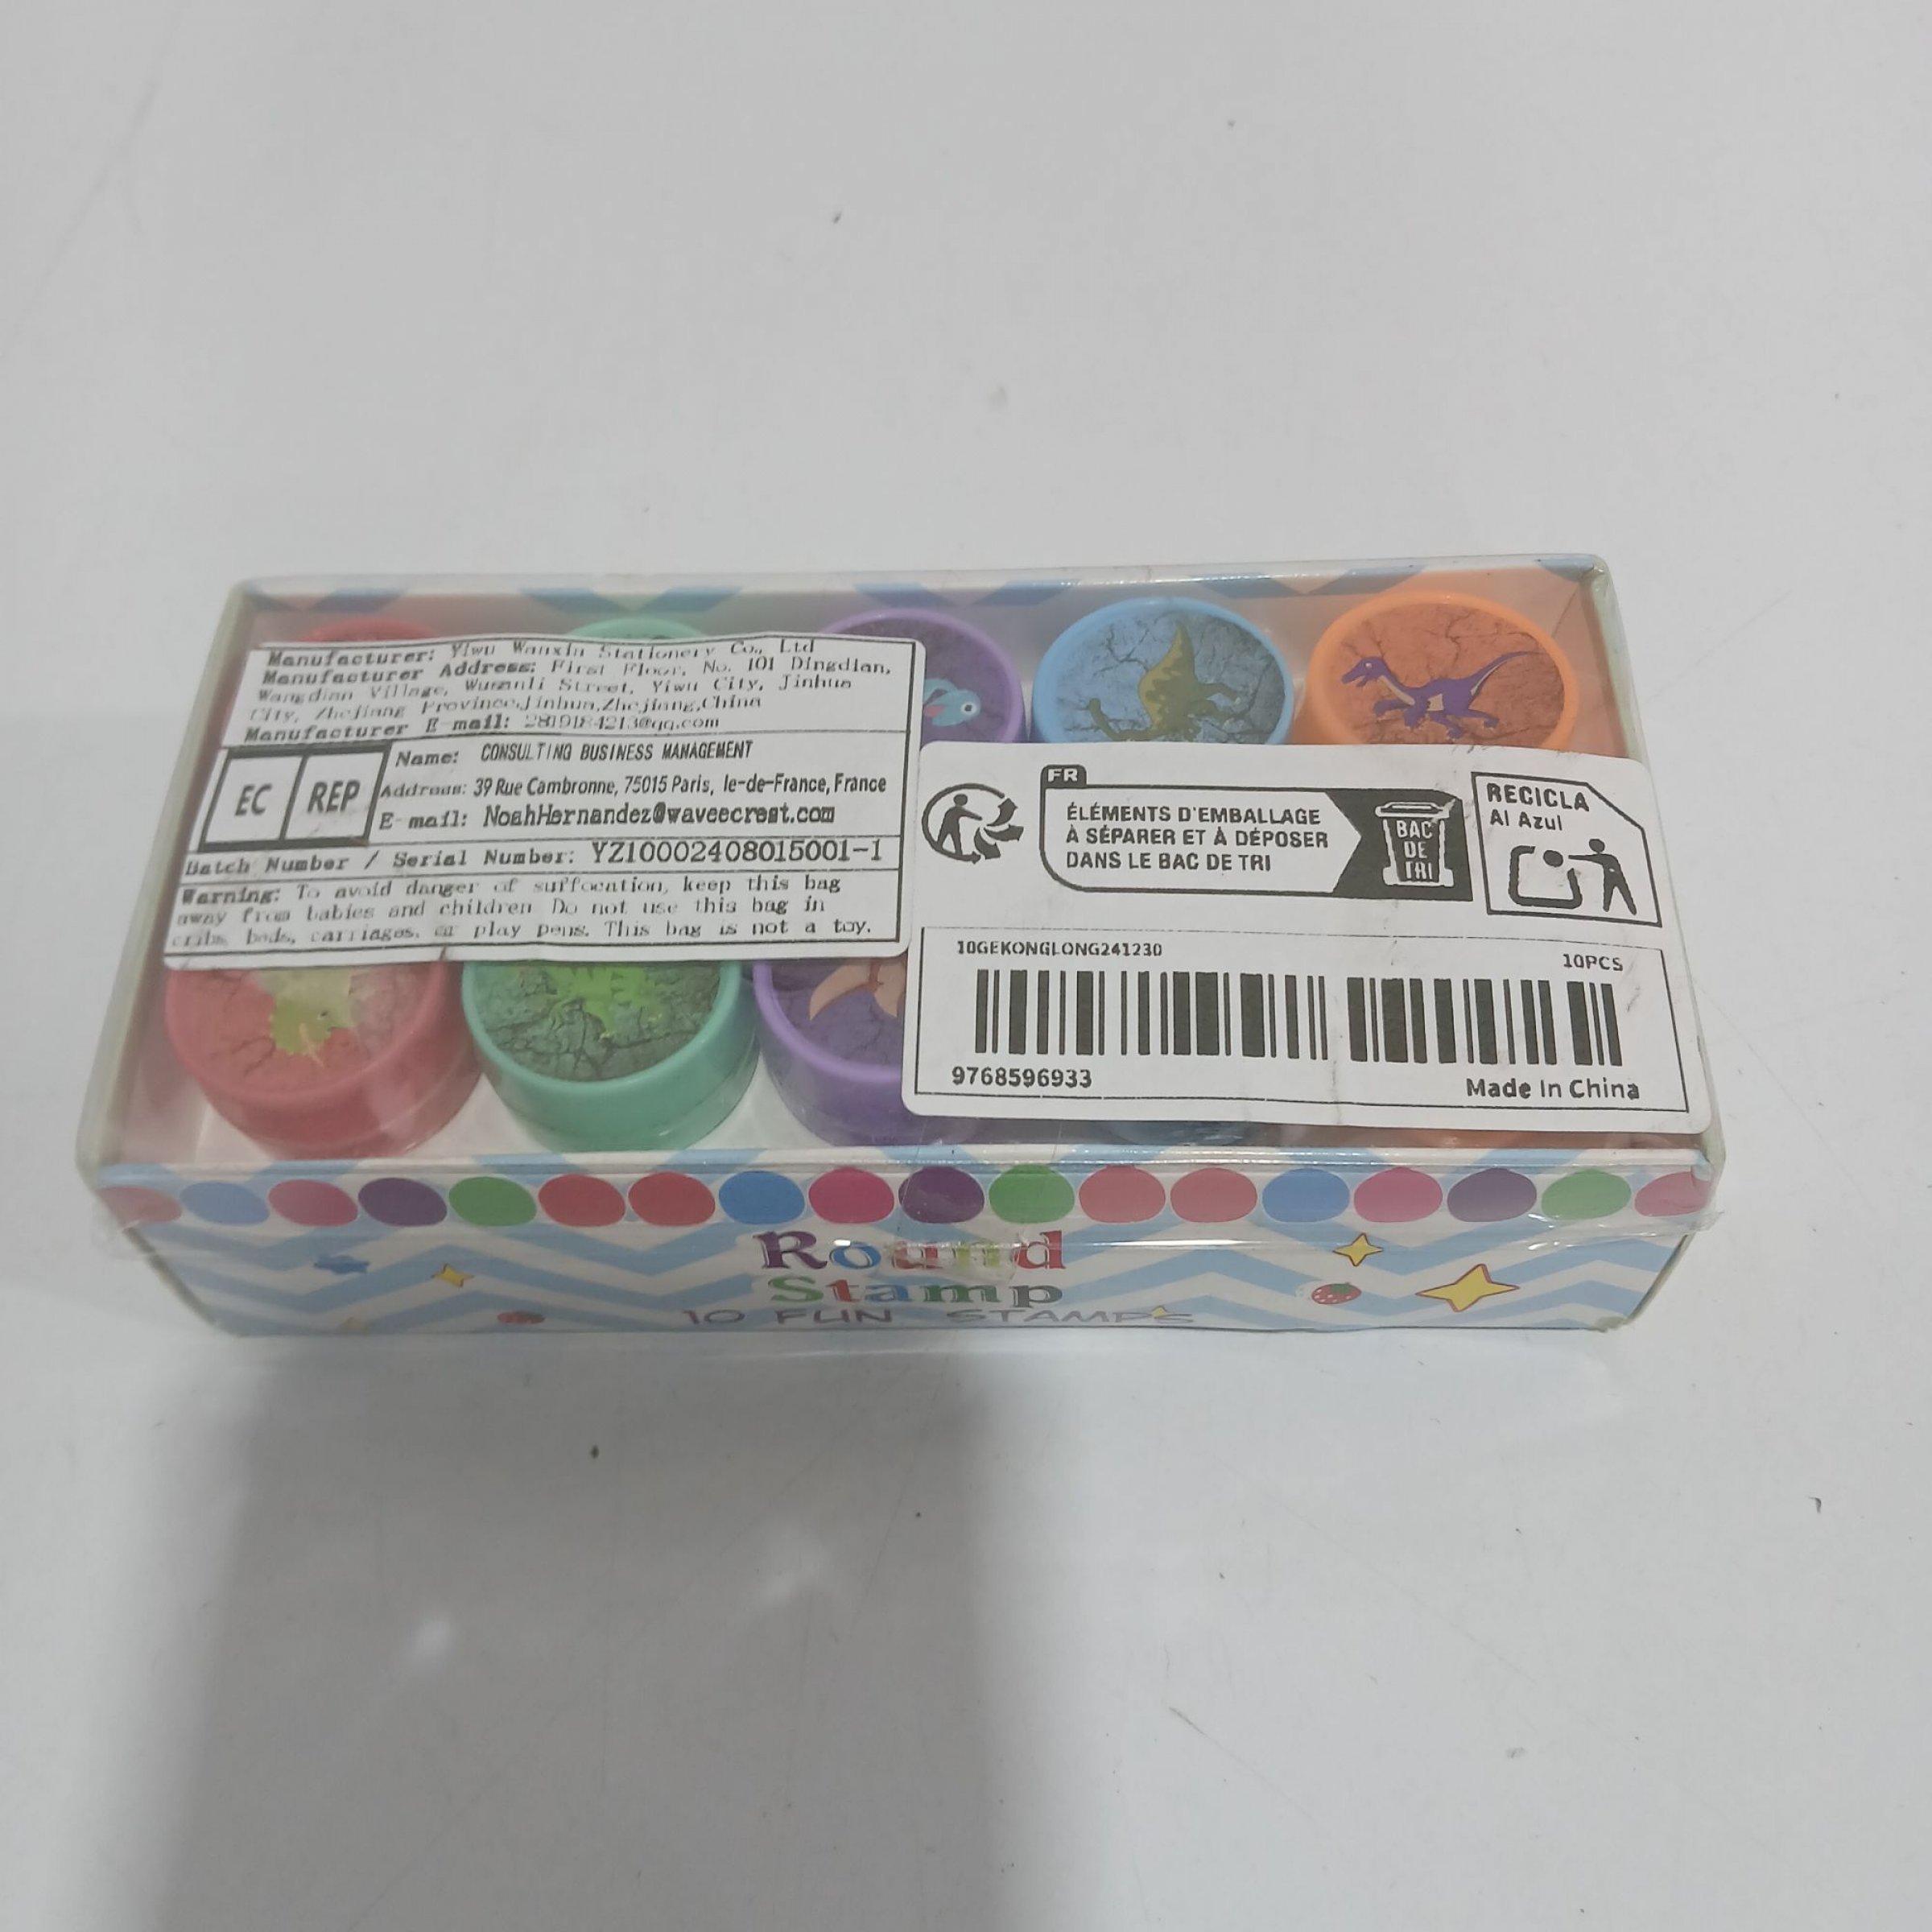 Manufacturer: Yiwu Wanxin Stationery Co., Ltd
Manufacturer Address: First Floor, No. 101 Dingdian,
Wangdian Village, Street, Yiwu City, Jinhua
City, Zhejiang Province,Jinhua,Zhejiang,China
Manufacturer E-mail: 2819184213@qq.com
EC REP
Name: CONSULTING BUSINESS MANAGEMENT
Address: 39 Rue Cambronne, 75015 Paris, le-de-France, France
E-mail: NoahHernandez@waveecrest.com
Batch Number / Serial Number: YZ10002408015001-1
Warning: To avoid danger of suffocation, keep this bag
away from babies and children Do not use this bag in
cribs, beds, carriages, or play pens. This bag is not a toy.
FR
ÉLÉMENTS D'EMBALLAGE
À SÉPARER ET À DÉPOSER
DANS LE BAC DE TRI
BAC
DE
TRI
RECICLA
Al Azul
10GEKONGLONG241230
10PCS
9768596933
Made In China
Round
Stamp
10 FUN STAMPS